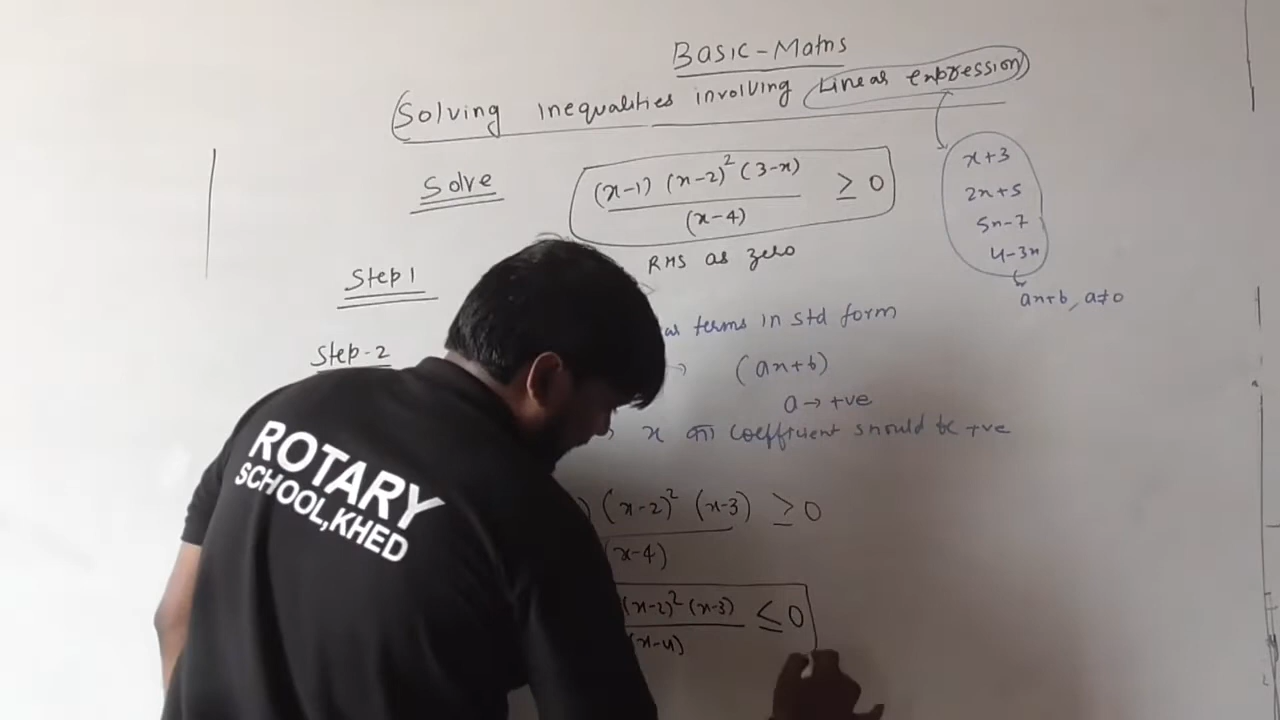 Basic-Maths
Solving inequalities involving Linear expression
Solve
(x-1) (x-2)² (3-x) / (x-4) ≥ 0
x+3
2x+5
5x-7
4-3x
ax+b, a≠0
RHS as zero
Step 1
terms in std form
Step-2
(ax+b)
a → +ve
x का coefficient should be +ve
(x-2)² (x-3) ≥ 0
(x-4)
(x-2)² (x-3) ≤ 0
(x-4)
ROTARY
SCHOOL,KHED